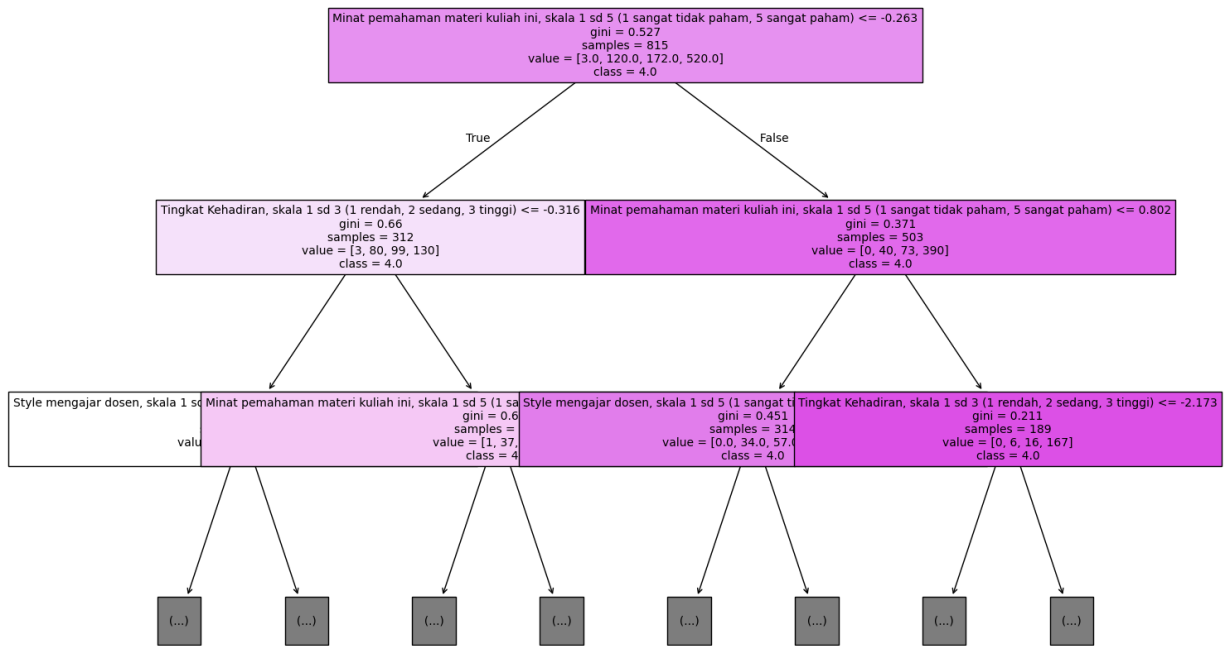 Minat pemahaman materi kuliah ini, skala 1 sd 5 (1 sangat tidak paham, 5 sangat paham) <= -0.263
gini = 0.527
samples = 815
value = [3.0, 120.0, 172.0, 520.0]
class = 4.0
True
False
Tingkat Kehadiran, skala 1 sd 3 (1 rendah, 2 sedang, 3 tinggi) <= -0.316
gini = 0.66
samples = 312
value = [3, 80, 99, 130]
class = 4.0
Minat pemahaman materi kuliah ini, skala 1 sd 5 (1 sangat tidak paham, 5 sangat paham) <= 0.802
gini = 0.371
samples = 503
value = [0, 40, 73, 390]
class = 4.0
Style mengajar dosen, skala 1
Minat pemahaman materi kuliah ini, skala 1 sd 5 (1
gini = 0.6
samples =
value = [1, 37,
class = 4
Style mengajar dosen, skala 1 sd 5 (1 sangat
gini = 0.451
samples = 314
value = [0.0, 34.0, 57.0
class = 4.0
Tingkat Kehadiran, skala 1 sd 3 (1 rendah, 2 sedang, 3 tinggi) <= -2.173
gini = 0.211
samples = 189
value = [0, 6, 16, 167]
class = 4.0
(...)
(...)
(...)
(...)
(...)
(...)
(...)
(...)